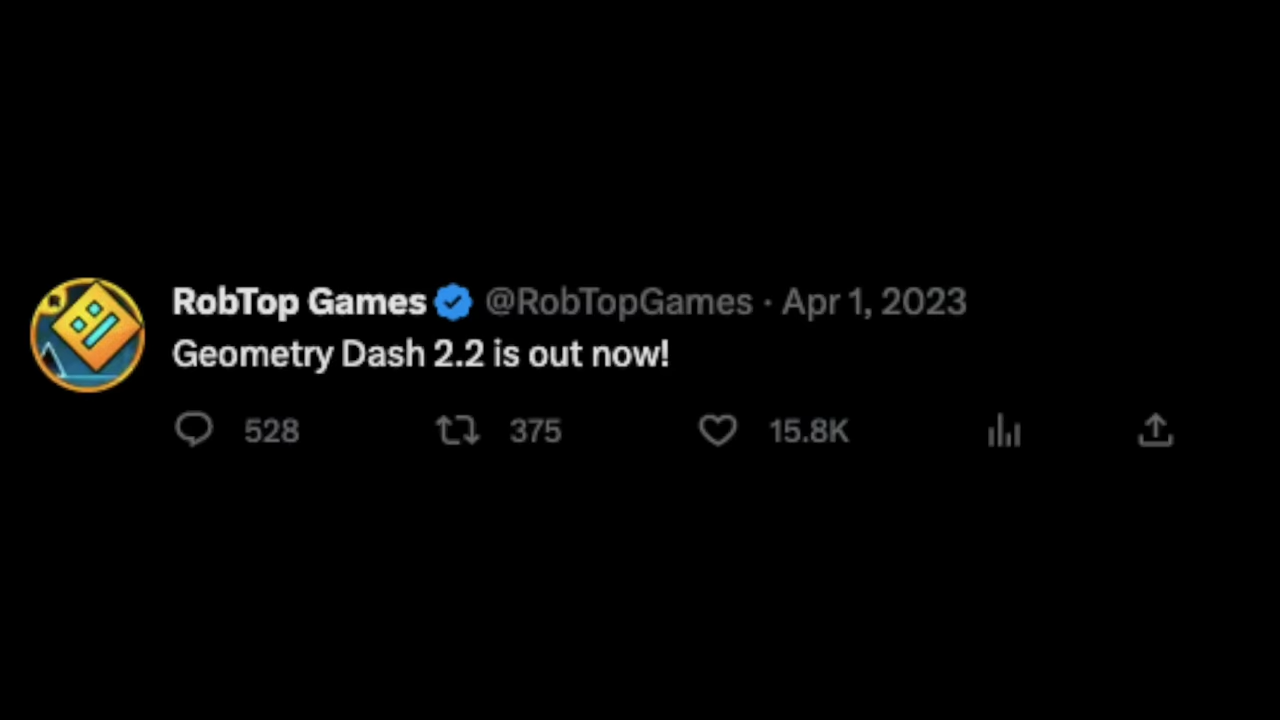 RobTop Games @RobTopGames · Apr 1, 2023
Geometry Dash 2.2 is out now!
528 375 15.8K